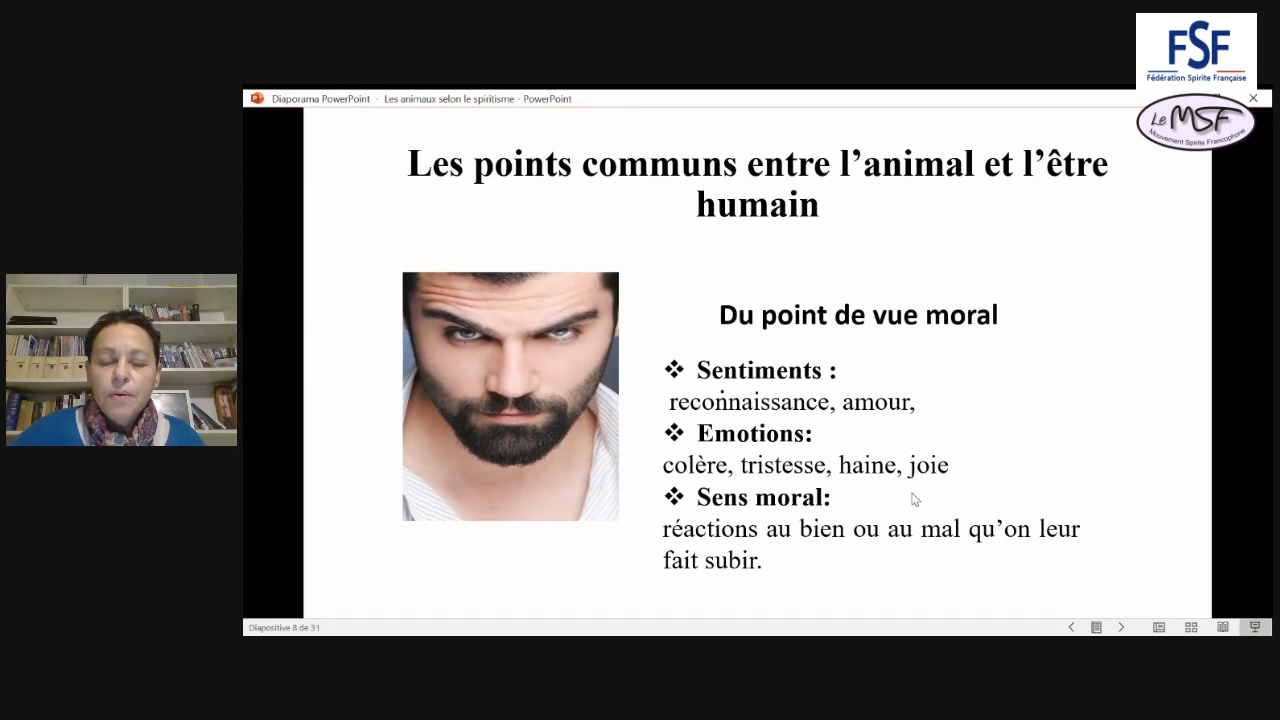 FSF
Fédération Spirite Française
Le MSF
Mouvement Spirite Francophone
Diaporama PowerPoint - Les animaux selon le spiritisme - PowerPoint
Les points communs entre l’animal et l’être
humain
Du point de vue moral
❖ Sentiments :
reconnaissance, amour,
❖ Emotions:
colère, tristesse, haine, joie
❖ Sens moral:
réactions au bien ou au mal qu’on leur
fait subir.
Diapositive 8 de 31